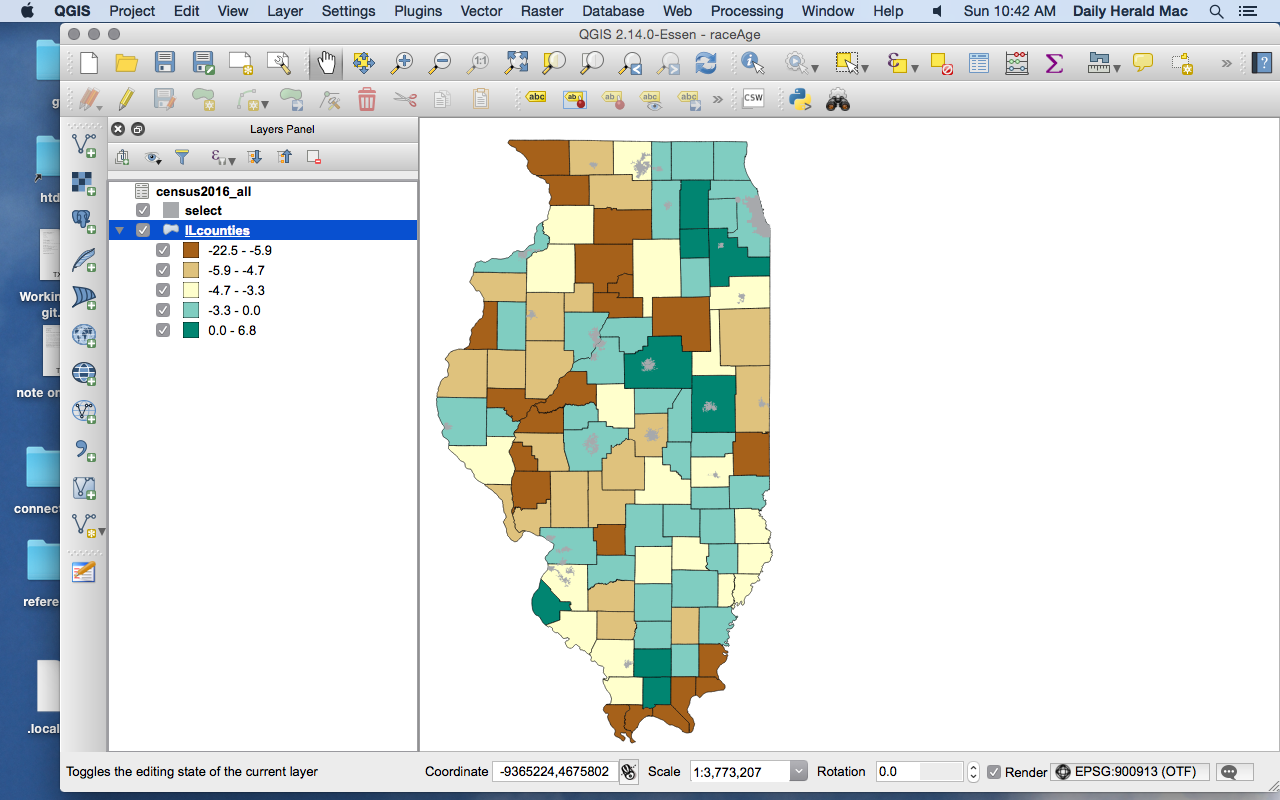 QGIS Project Edit View Layer Settings Plugins Vector Raster Database Web Processing Window Help Sun 10:42 AM Daily Herald Mac
QGIS 2.14.0-Essen - raceAge
1:1
ε
Σ
?
abc abc abc abc abc
CSW
Layers Panel
census2016_all
select
ILcounties
-22.5 - -5.9
-5.9 - -4.7
-4.7 - -3.3
-3.3 - 0.0
0.0 - 6.8
g
htd
Workin
git.
note on
connect
refere
.local
Toggles the editing state of the current layer Coordinate -9365224,4675802 Scale 1:3,773,207 Rotation 0.0 Render EPSG:900913 (OTF)